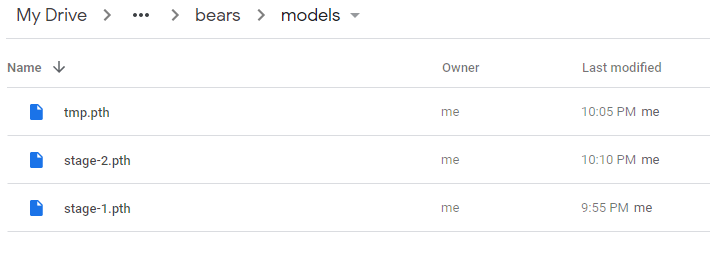 My Drive > ... > bears > models
Name Owner Last modified
tmp.pth me 10:05 PM me
stage-2.pth me 10:10 PM me
stage-1.pth me 9:55 PM me